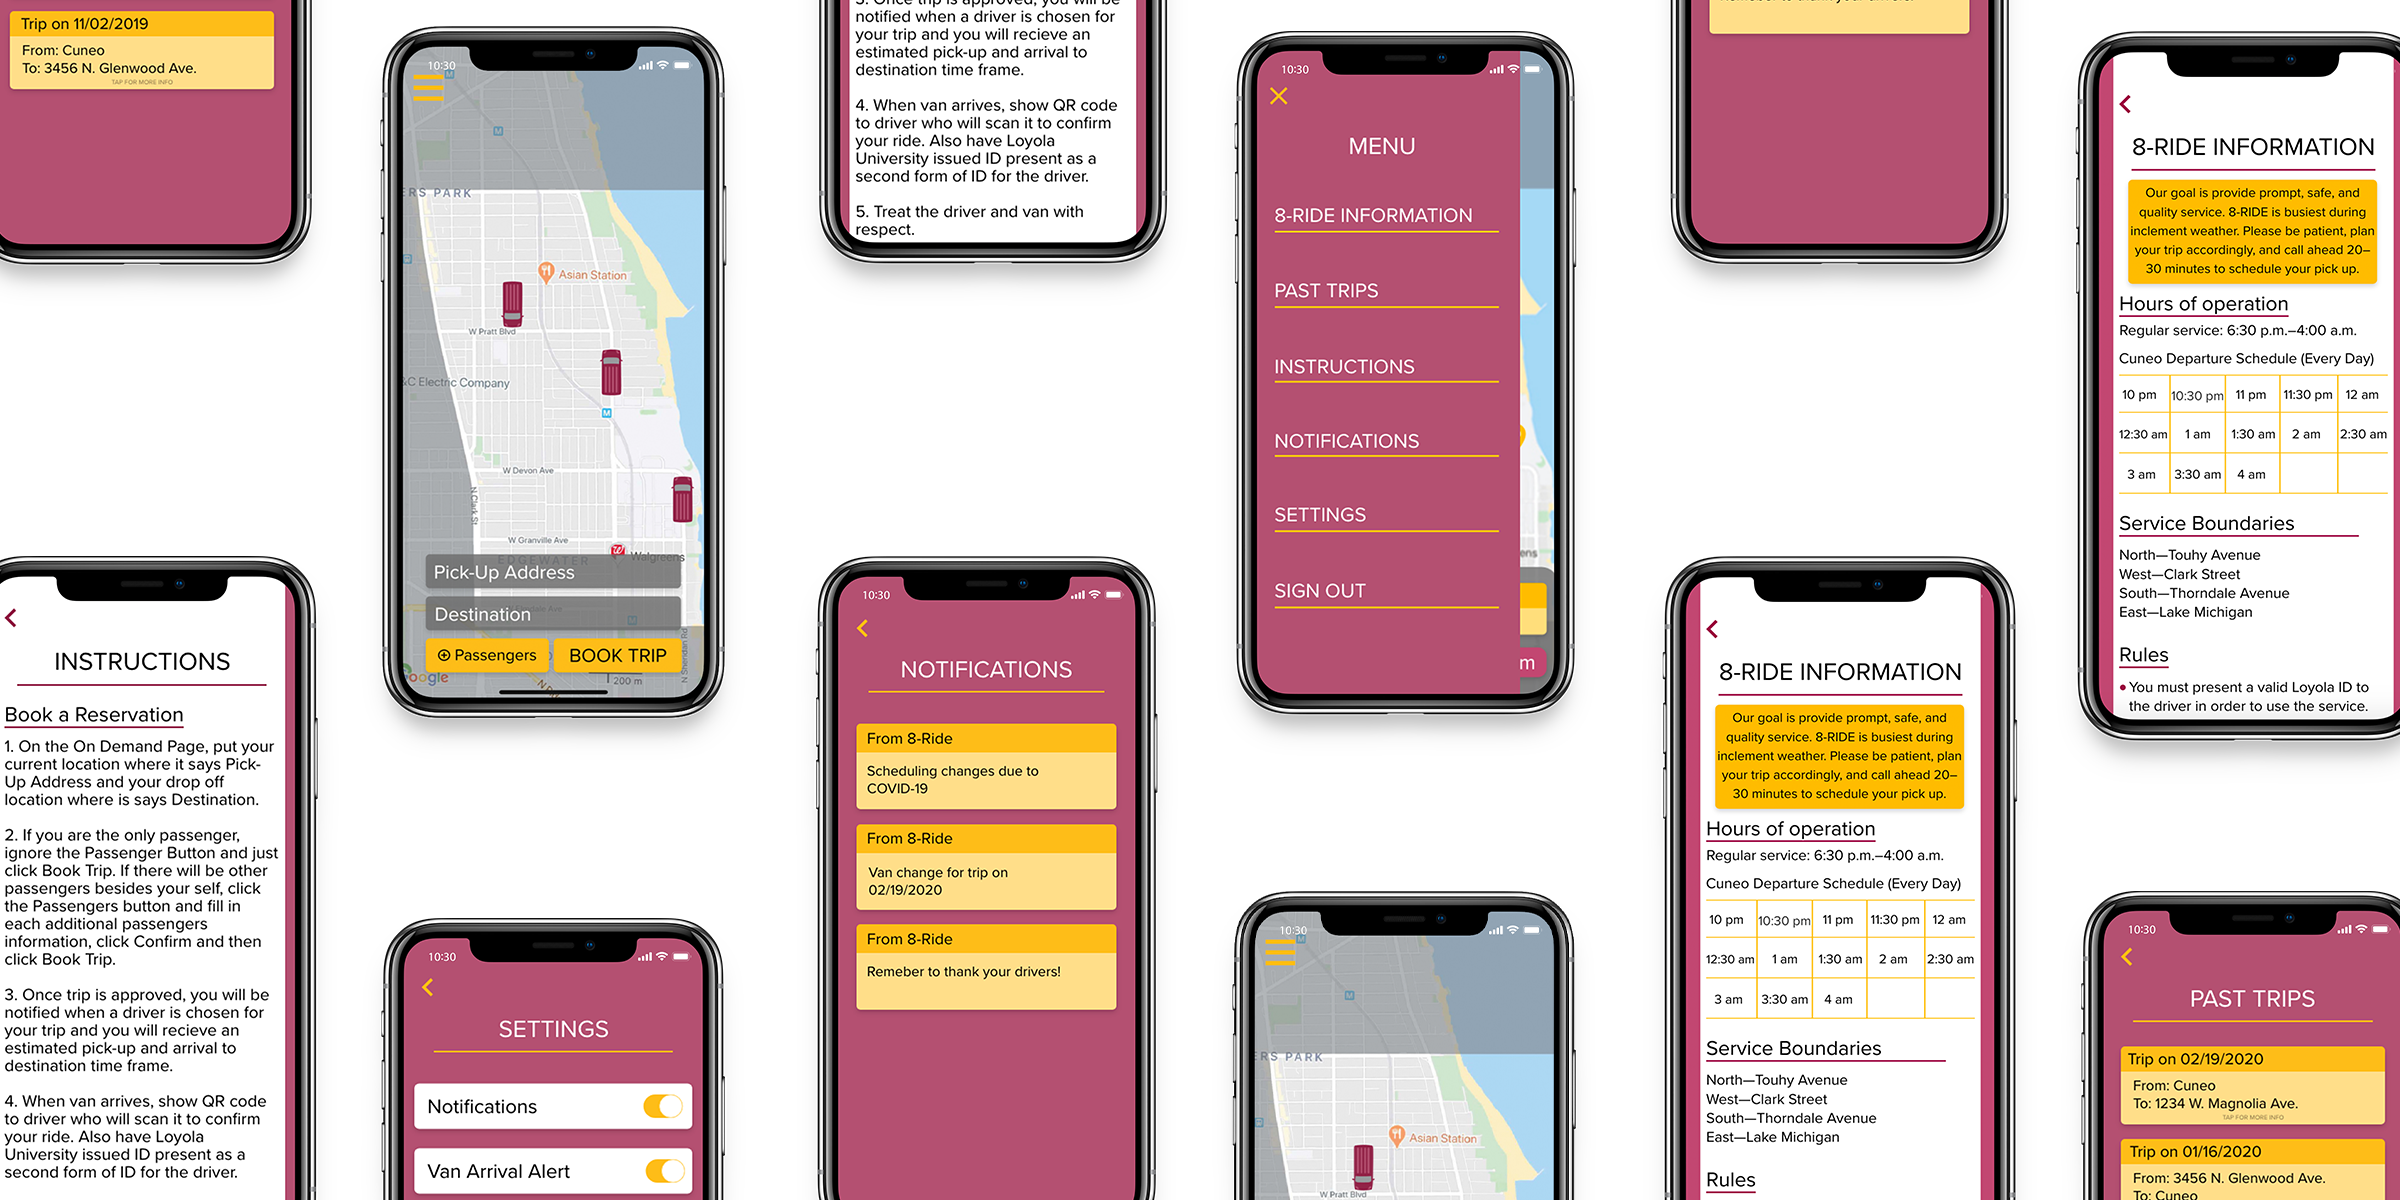 Trip on 11/02/2019
From: Cuneo
To: 3456 N. Glenwood Ave.
TAP FOR MORE INFO
INSTRUCTIONS
Book a Reservation
1. On the On Demand Page, put your
current location where it says Pick-
Up Address and your drop off
location where is says Destination.
2. If you are the only passenger,
ignore the Passenger Button and just
click Book Trip. If there will be other
passengers besides your self, click
the Passengers button and fill in
each additional passengers
information, click Confirm and then
click Book Trip.
3. Once trip is approved, you will be
notified when a driver is chosen for
your trip and you will recieve an
estimated pick-up and arrival to
destination time frame.
4. When van arrives, show QR code
to driver who will scan it to confirm
your ride. Also have Loyola
University issued ID present as a
second form of ID for the driver.
10:30
M
ERS PARK
M
Asian Station
W Pratt Blvd
&C Electric Company
M
W Devon Ave
N Clark St
W Granville Ave
Walgreens
EDGEWATER
Pick-Up Address
Destination
M
Passengers
BOOK TRIP
N Sheridan Rd
oogle
200 m
10:30
SETTINGS
Notifications
Van Arrival Alert
3. Once trip is approved, you will be
notified when a driver is chosen for
your trip and you will recieve an
estimated pick-up and arrival to
destination time frame.
4. When van arrives, show QR code
to driver who will scan it to confirm
your ride. Also have Loyola
University issued ID present as a
second form of ID for the driver.
5. Treat the driver and van with
respect.
10:30
NOTIFICATIONS
From 8-Ride
Scheduling changes due to
COVID-19
From 8-Ride
Van change for trip on
02/19/2020
From 8-Ride
Remeber to thank your drivers!
10:30
MENU
8-RIDE INFORMATION
PAST TRIPS
INSTRUCTIONS
NOTIFICATIONS
SETTINGS
SIGN OUT
ens
m
10:30
M
ERS PARK
M
Asian Station
W Pratt Blvd
Remeber to thank your drivers!
8-RIDE INFORMATION
Our goal is provide prompt, safe, and
quality service. 8-RIDE is busiest during
inclement weather. Please be patient, plan
your trip accordingly, and call ahead 20–
30 minutes to schedule your pick up.
Hours of operation
Regular service: 6:30 p.m.–4:00 a.m.
Cuneo Departure Schedule (Every Day)
10 pm 10:30 pm 11 pm 11:30 pm 12 am
12:30 am 1 am 1:30 am 2 am 2:30 am
3 am 3:30 am 4 am
Service Boundaries
North—Touhy Avenue
West—Clark Street
South—Thorndale Avenue
East—Lake Michigan
Rules
8-RIDE INFORMATION
Our goal is provide prompt, safe, and
quality service. 8-RIDE is busiest during
inclement weather. Please be patient, plan
your trip accordingly, and call ahead 20–
30 minutes to schedule your pick up.
Hours of operation
Regular service: 6:30 p.m.–4:00 a.m.
Cuneo Departure Schedule (Every Day)
10 pm 10:30 pm 11 pm 11:30 pm 12 am
12:30 am 1 am 1:30 am 2 am 2:30 am
3 am 3:30 am 4 am
Service Boundaries
North—Touhy Avenue
West—Clark Street
South—Thorndale Avenue
East—Lake Michigan
Rules
• You must present a valid Loyola ID to
the driver in order to use the service.
10:30
PAST TRIPS
Trip on 02/19/2020
From: Cuneo
To: 1234 W. Magnolia Ave.
TAP FOR MORE INFO
Trip on 01/16/2020
From: 3456 N. Glenwood Ave.
To: Cuneo